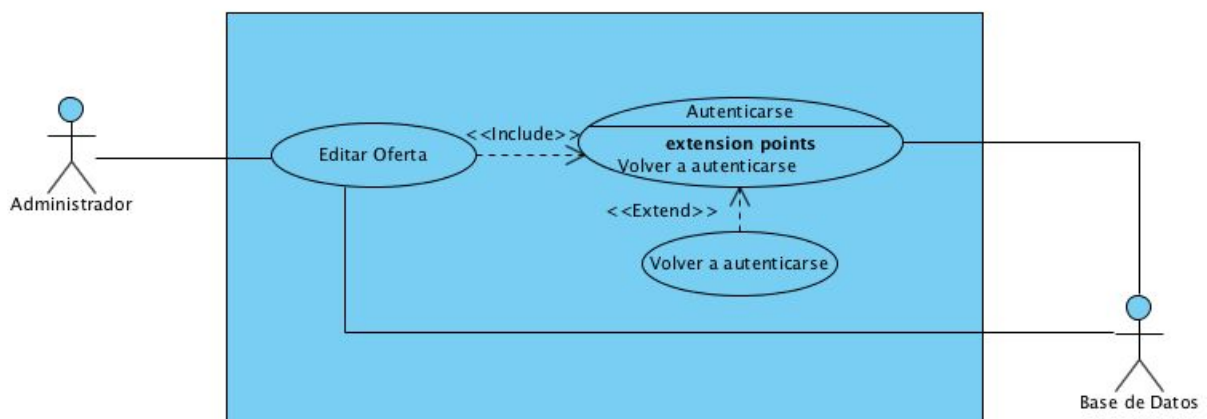 Autenticarse
<<Include>>
extension points
Editar Oferta
Volver a autenticarse
Administrador
<<Extend>>
Volver a autenticarse
Base de Datos